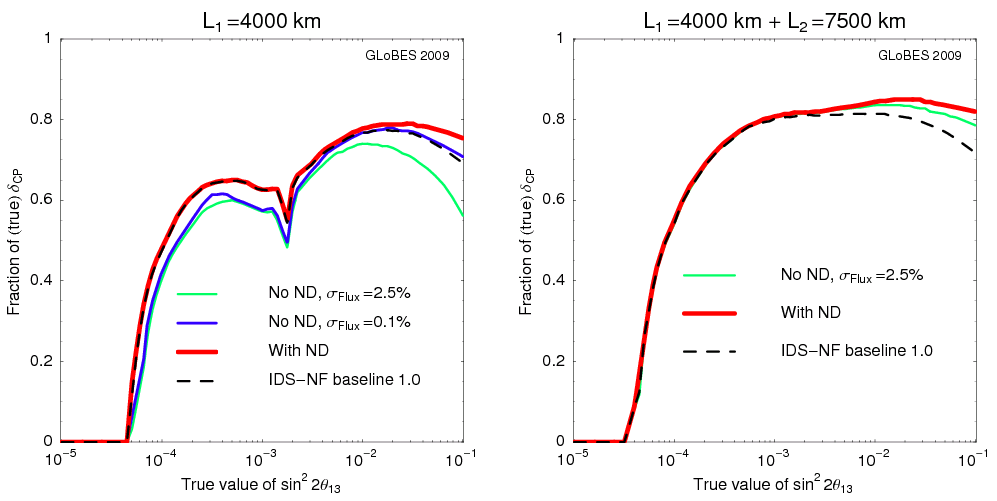 L₁=4000 km
GLoBES 2009
Fraction of (true) δCP
1
0.8
0.6
0.4
0.2
0
No ND, σFlux=2.5%
No ND, σFlux=0.1%
With ND
IDS−NF baseline 1.0
10⁻⁵ 10⁻⁴ 10⁻³ 10⁻² 10⁻¹
True value of sin² 2θ₁₃
L₁=4000 km + L₂=7500 km
GLoBES 2009
Fraction of (true) δCP
1
0.8
0.6
0.4
0.2
0
No ND, σFlux=2.5%
With ND
IDS−NF baseline 1.0
10⁻⁵ 10⁻⁴ 10⁻³ 10⁻² 10⁻¹
True value of sin² 2θ₁₃